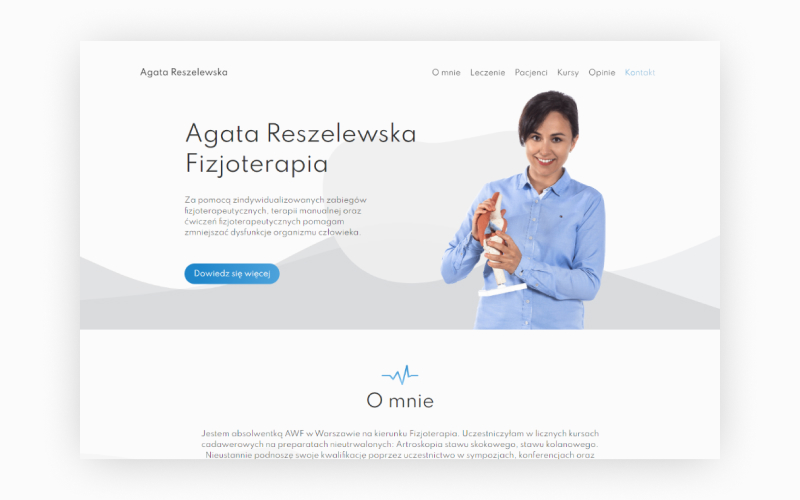 Agata Reszelewska
O mnie Leczenie Pacjenci Kursy Opinie Kontakt
Agata Reszelewska
Fizjoterapia
Za pomocą zindywidualizowanych zabiegów
fizjoterapeutycznych, terapii manualnej oraz
ćwiczeń fizjoterapeutycznych pomagam
zmniejszać dysfunkcje organizmu człowieka.
Dowiedz się więcej
O mnie
Jestem absolwentką AWF w Warszawie na kierunku Fizjoterapia. Uczestniczyłam w licznych kursach
cadawerowych na preparatach nieutrwalonych: Artroskopia stawu skokowego, stawu kolanowego.
Nieustannie podnoszę swoje kwalifikacje poprzez uczestnictwo w sympozjach, konferencjach oraz